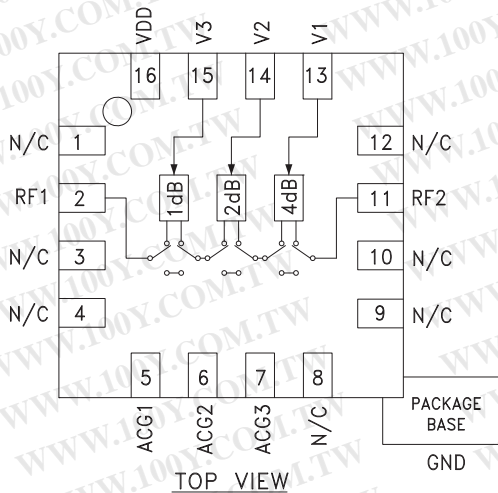 VDD V3 V2 V1
16 15 14 13
N/C 1 12 N/C
RF1 2 1dB 2dB 4dB 11 RF2
N/C 3 10 N/C
N/C 4 9 N/C
5 6 7 8
ACG1 ACG2 ACG3 N/C
PACKAGE
BASE
GND
TOP VIEW
WWW.100Y.COM.TW